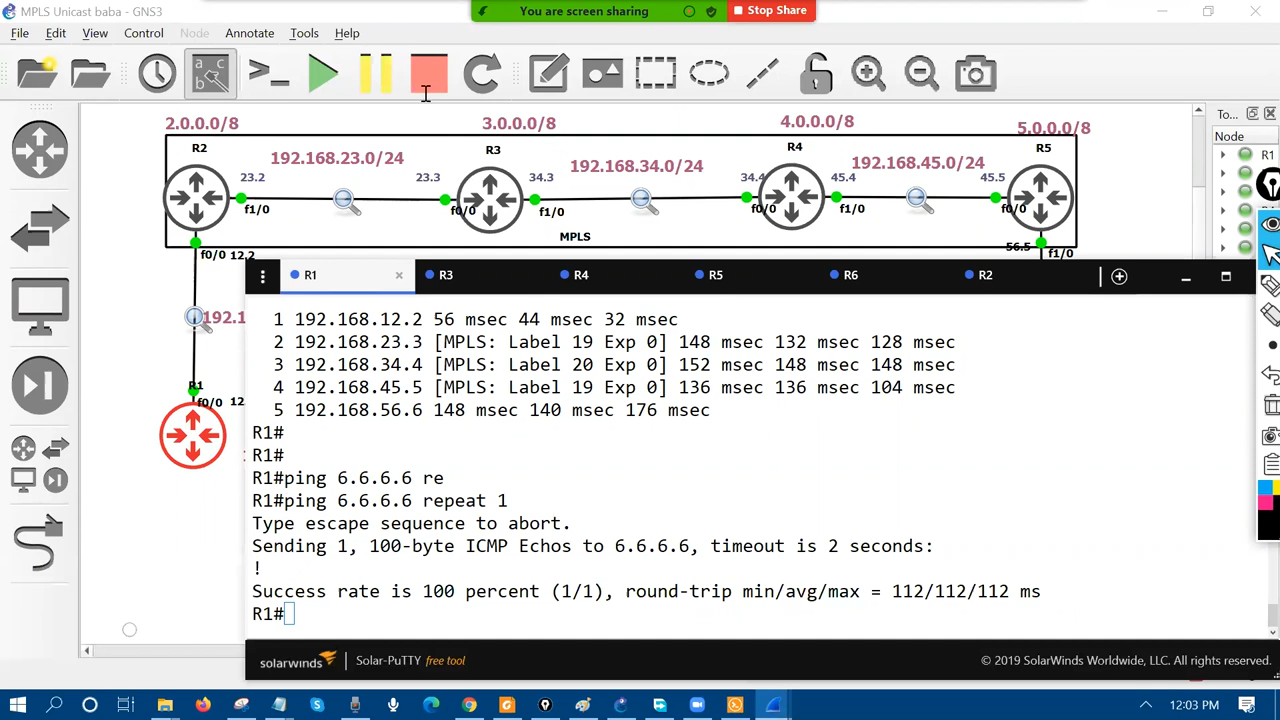 MPLS Unicast baba - GNS3
You are screen sharing
Stop Share
File Edit View Control Node Annotate Tools Help
2.0.0.0/8 3.0.0.0/8 4.0.0.0/8 5.0.0.0/8
To...
Node
R1
R2 R3 R4 R5
192.168.23.0/24 192.168.34.0/24 192.168.45.0/24
23.2 23.3 34.3 34.4 45.4 45.5
f1/0 f0/0 f1/0 f0/0 f1/0 f0/0
MPLS
f0/0 12.2
56.5 f1/0
R1 R3 R4 R5 R6 R2
192.1
R1
f0/0 12
1 192.168.12.2 56 msec 44 msec 32 msec
2 192.168.23.3 [MPLS: Label 19 Exp 0] 148 msec 132 msec 128 msec
3 192.168.34.4 [MPLS: Label 20 Exp 0] 152 msec 148 msec 148 msec
4 192.168.45.5 [MPLS: Label 19 Exp 0] 136 msec 136 msec 104 msec
5 192.168.56.6 148 msec 140 msec 176 msec
R1#
R1#
R1#ping 6.6.6.6 re
R1#ping 6.6.6.6 repeat 1
Type escape sequence to abort.
Sending 1, 100-byte ICMP Echos to 6.6.6.6, timeout is 2 seconds:
!
Success rate is 100 percent (1/1), round-trip min/avg/max = 112/112/112 ms
R1#
solarwinds Solar-PuTTY free tool © 2019 SolarWinds Worldwide, LLC. All rights reserved.
12:03 PM